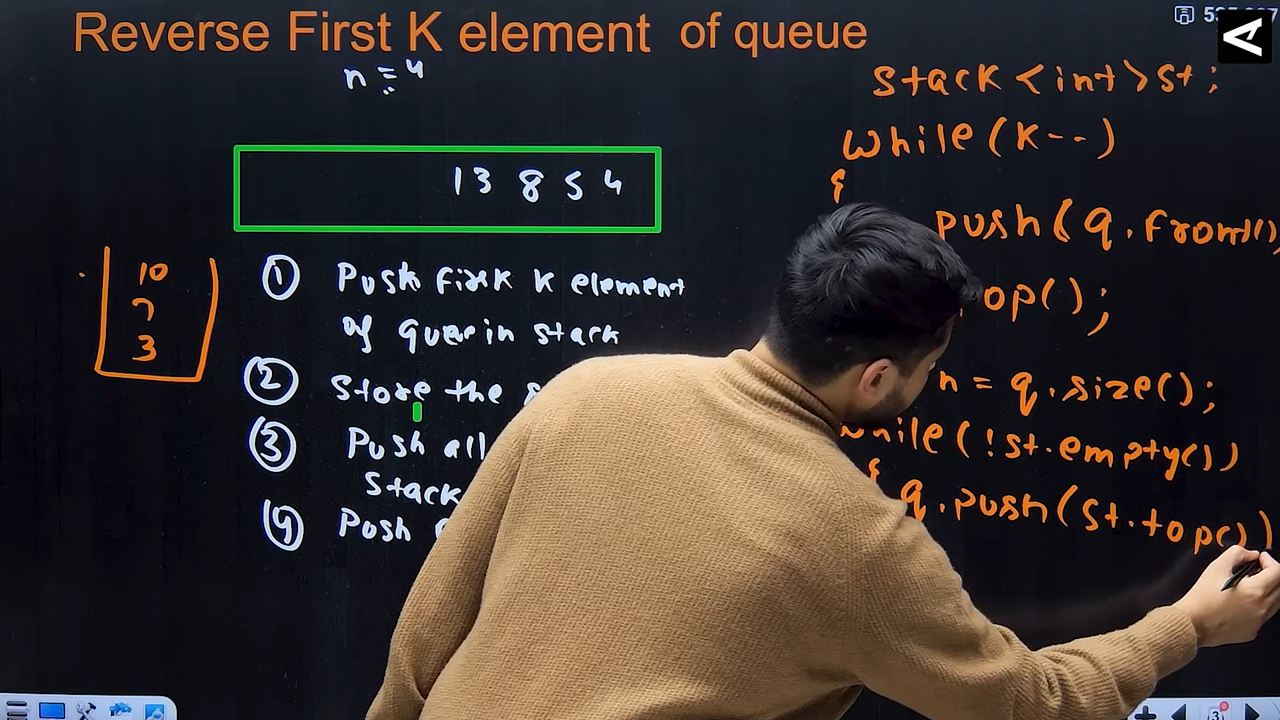 Reverse First K element of queue
n = 4
13 8 5 4
10
7
3
① Push First K element
of queue in stack
② Store the
③ Push all
Stack
④ Push
stack <int> st;
while (K--)
{
push( q.front()
op();
n = q.size();
while (!st.empty())
{ q.push(st.top())